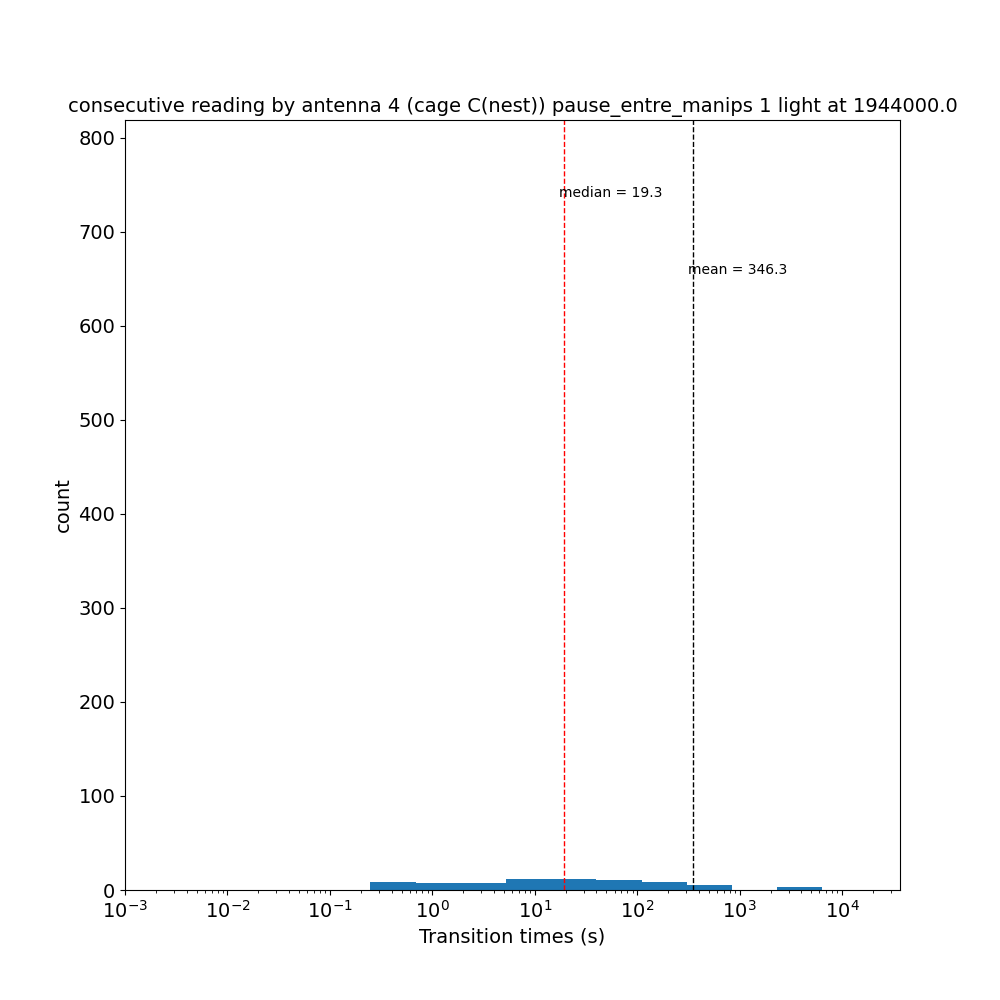 consecutive reading by antenna 4 (cage C(nest)) pause_entre_manips 1 light at 1944000.0
800
median = 19.3
700
mean = 346.3
600
500
count
400
300
200
100
0
10⁻³ 10⁻² 10⁻¹ 10⁰ 10¹ 10² 10³ 10⁴
Transition times (s)